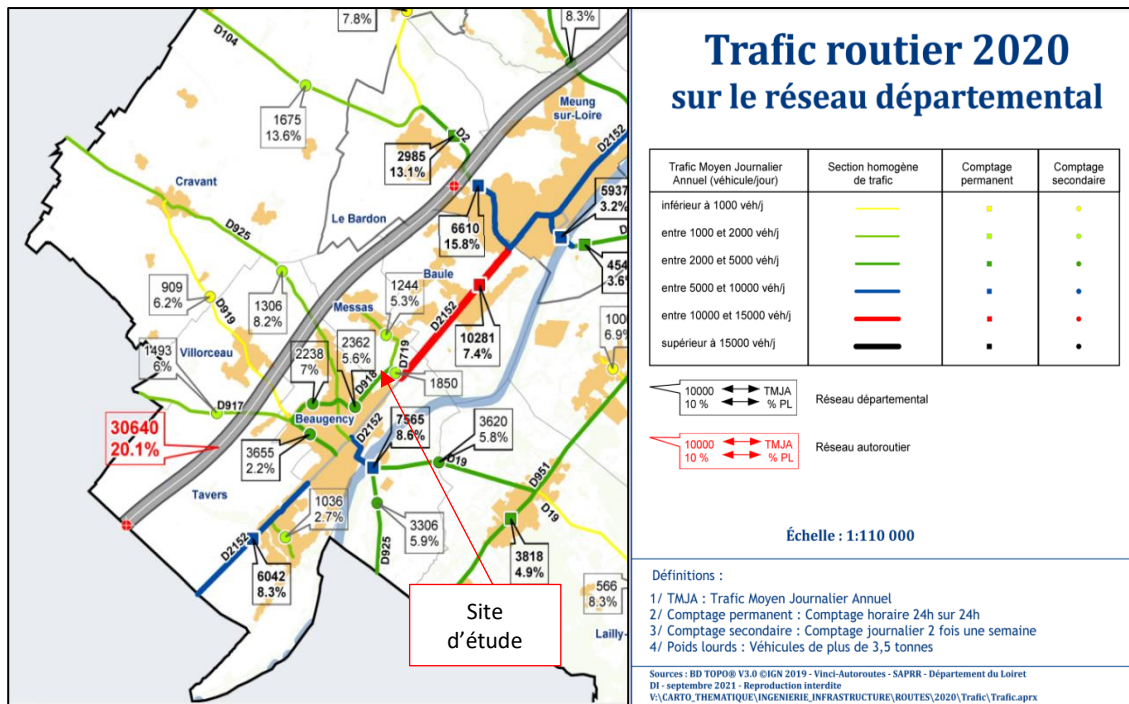 7.8%
8.3%
D104
1675
13.6%
D2
2985
13.1%
Meung
sur-Loire
D2152
Cravant
Le Bardon
5937
3.2%
6610
15.8%
D925
Baule
454
3.6%
909
6.2%
D919
1306
8.2%
1244
5.3%
Messas
D2152
10281
7.4%
100
6.9%
1493
6%
Villorceau
2238
7%
2362
5.6%
D918
D719
1850
D917
Beaugency
D2152
7565
8.6%
3620
5.8%
30640
20.1%
3655
2.2%
D19
D951
Tavers
1036
2.7%
3306
5.9%
D19
D2152
D925
3818
4.9%
6042
8.3%
566
8.3%
Site
d'étude
Lailly-
Trafic routier 2020
sur le réseau départemental
Trafic Moyen Journalier
Annuel (véhicule/jour)
Section homogène
de trafic
Comptage
permanent
Comptage
secondaire
inférieur à 1000 véh/j
entre 1000 et 2000 véh/j
entre 2000 et 5000 véh/j
entre 5000 et 10000 véh/j
entre 10000 et 15000 véh/j
supérieur à 15000 véh/j
10000 TMJA
10 % % PL
Réseau départemental
10000 TMJA
10 % % PL
Réseau autoroutier
Échelle : 1:110 000
Définitions :
1/ TMJA : Trafic Moyen Journalier Annuel
2/ Comptage permanent : Comptage horaire 24h sur 24h
3/ Comptage secondaire : Comptage journalier 2 fois une semaine
4/ Poids lourds : Véhicules de plus de 3,5 tonnes
Sources : BD TOPO® V3.0 ©IGN 2019 - Vinci-Autoroutes - SAPRR - Département du Loiret
DI - septembre 2021 - Reproduction interdite
V:\CARTO_THEMATIQUE\INGENIERIE_INFRASTRUCTURE\ROUTES\2020\Trafic\Trafic.aprx